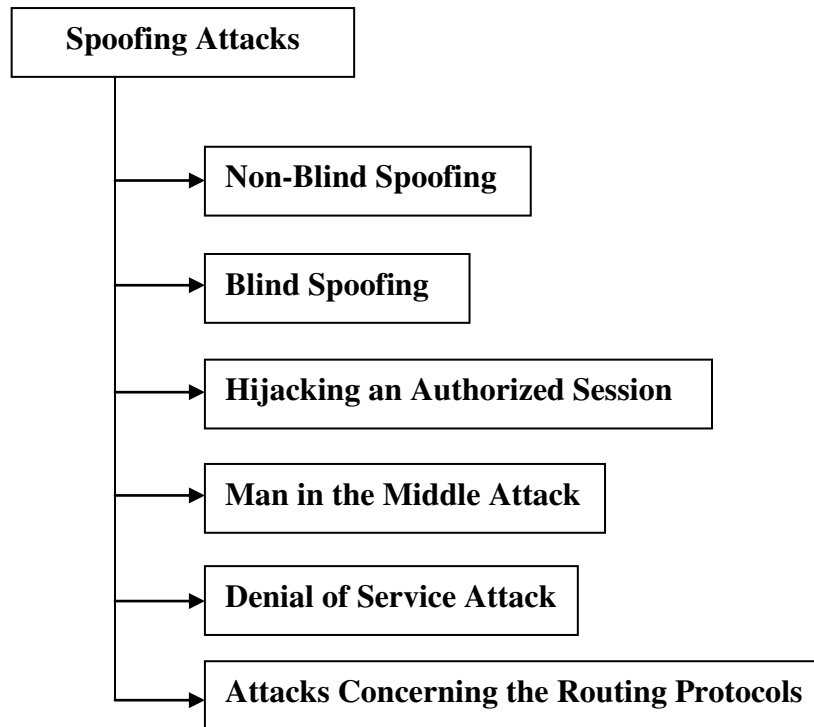 Spoofing Attacks
Non-Blind Spoofing
Blind Spoofing
Hijacking an Authorized Session
Man in the Middle Attack
Denial of Service Attack
Attacks Concerning the Routing Protocols